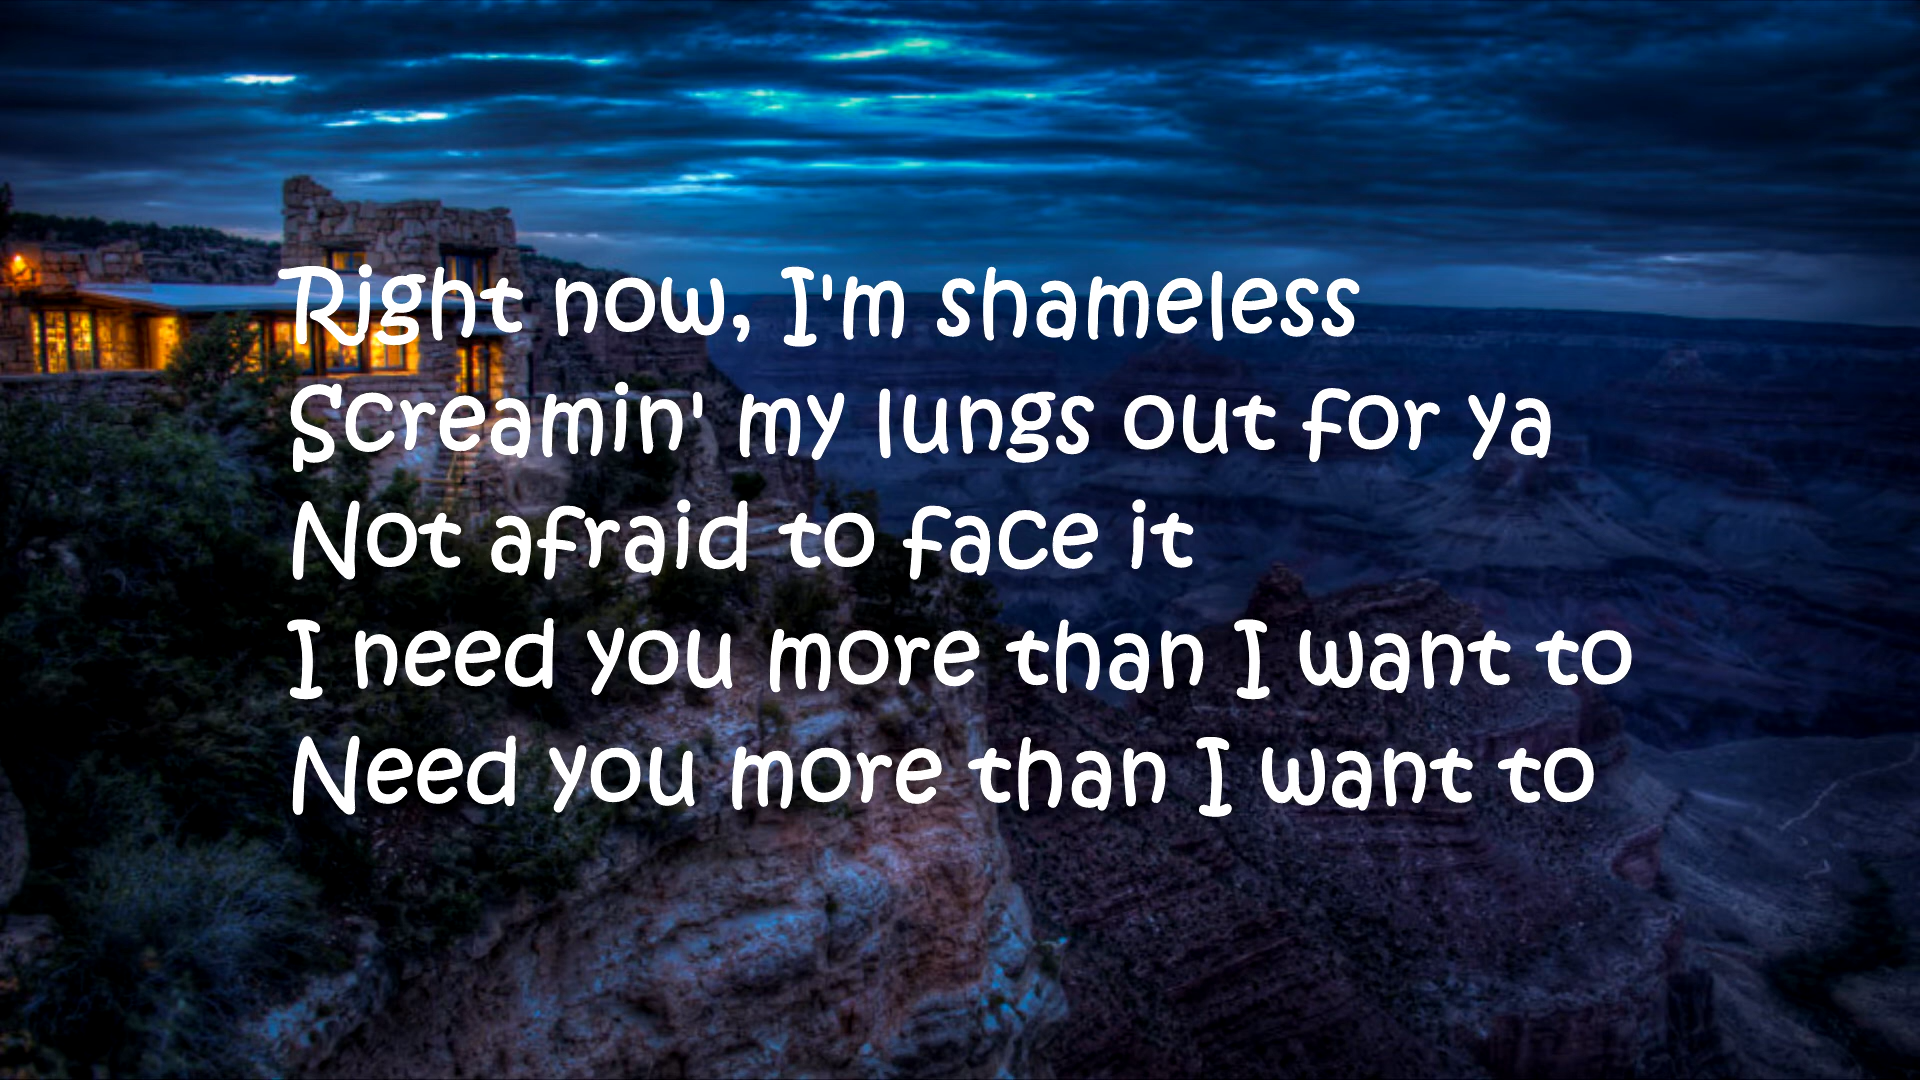 Right now, I'm shameless
Screamin' my lungs out for ya
Not afraid to face it
I need you more than I want to
Need you more than I want to